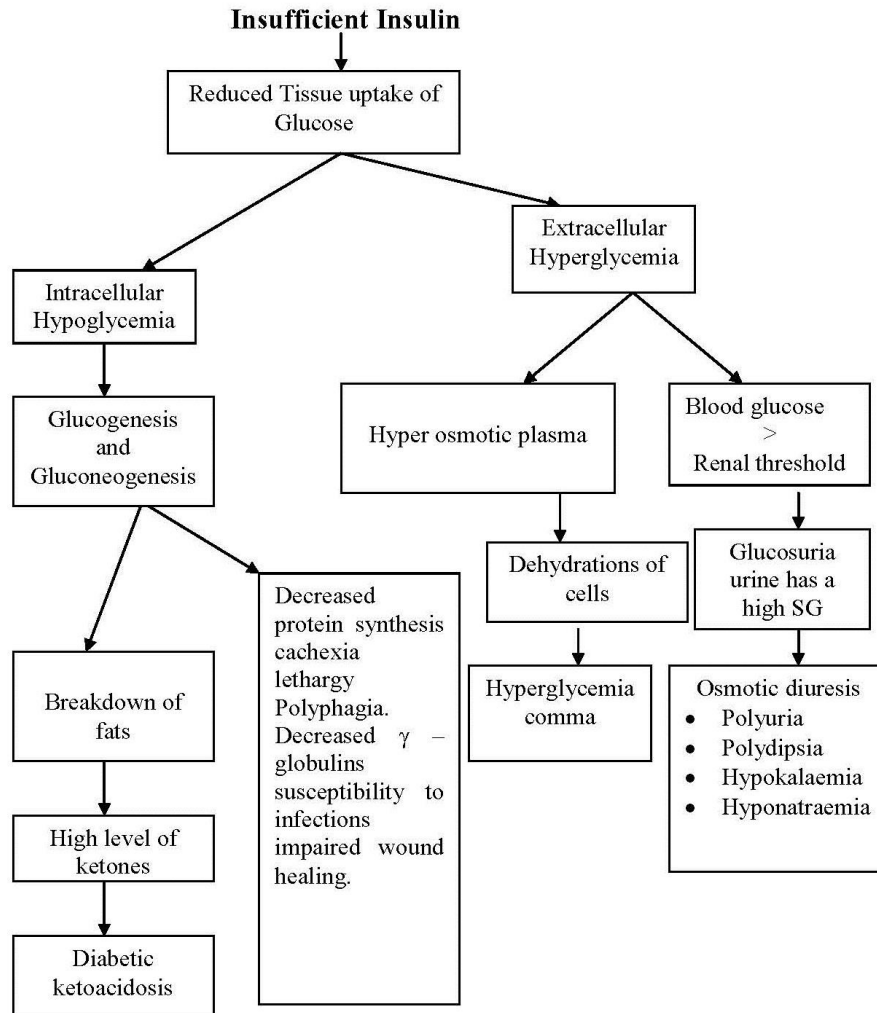 Insufficient Insulin
Reduced Tissue uptake of
Glucose
Extracellular
Hyperglycemia
Intracellular
Hypoglycemia
Glucogenesis
and
Gluconeogenesis
Hyper osmotic plasma
Blood glucose
>
Renal threshold
Dehydrations of
cells
Glucosuria
urine has a
high SG
Breakdown of
fats
Decreased
protein synthesis
cachexia
lethargy
Polyphagia.
Decreased γ –
globulins
susceptibility to
infections
impaired wound
healing.
Hyperglycemia
comma
Osmotic diuresis
• Polyuria
• Polydipsia
• Hypokalaemia
• Hyponatraemia
High level of
ketones
Diabetic
ketoacidosis